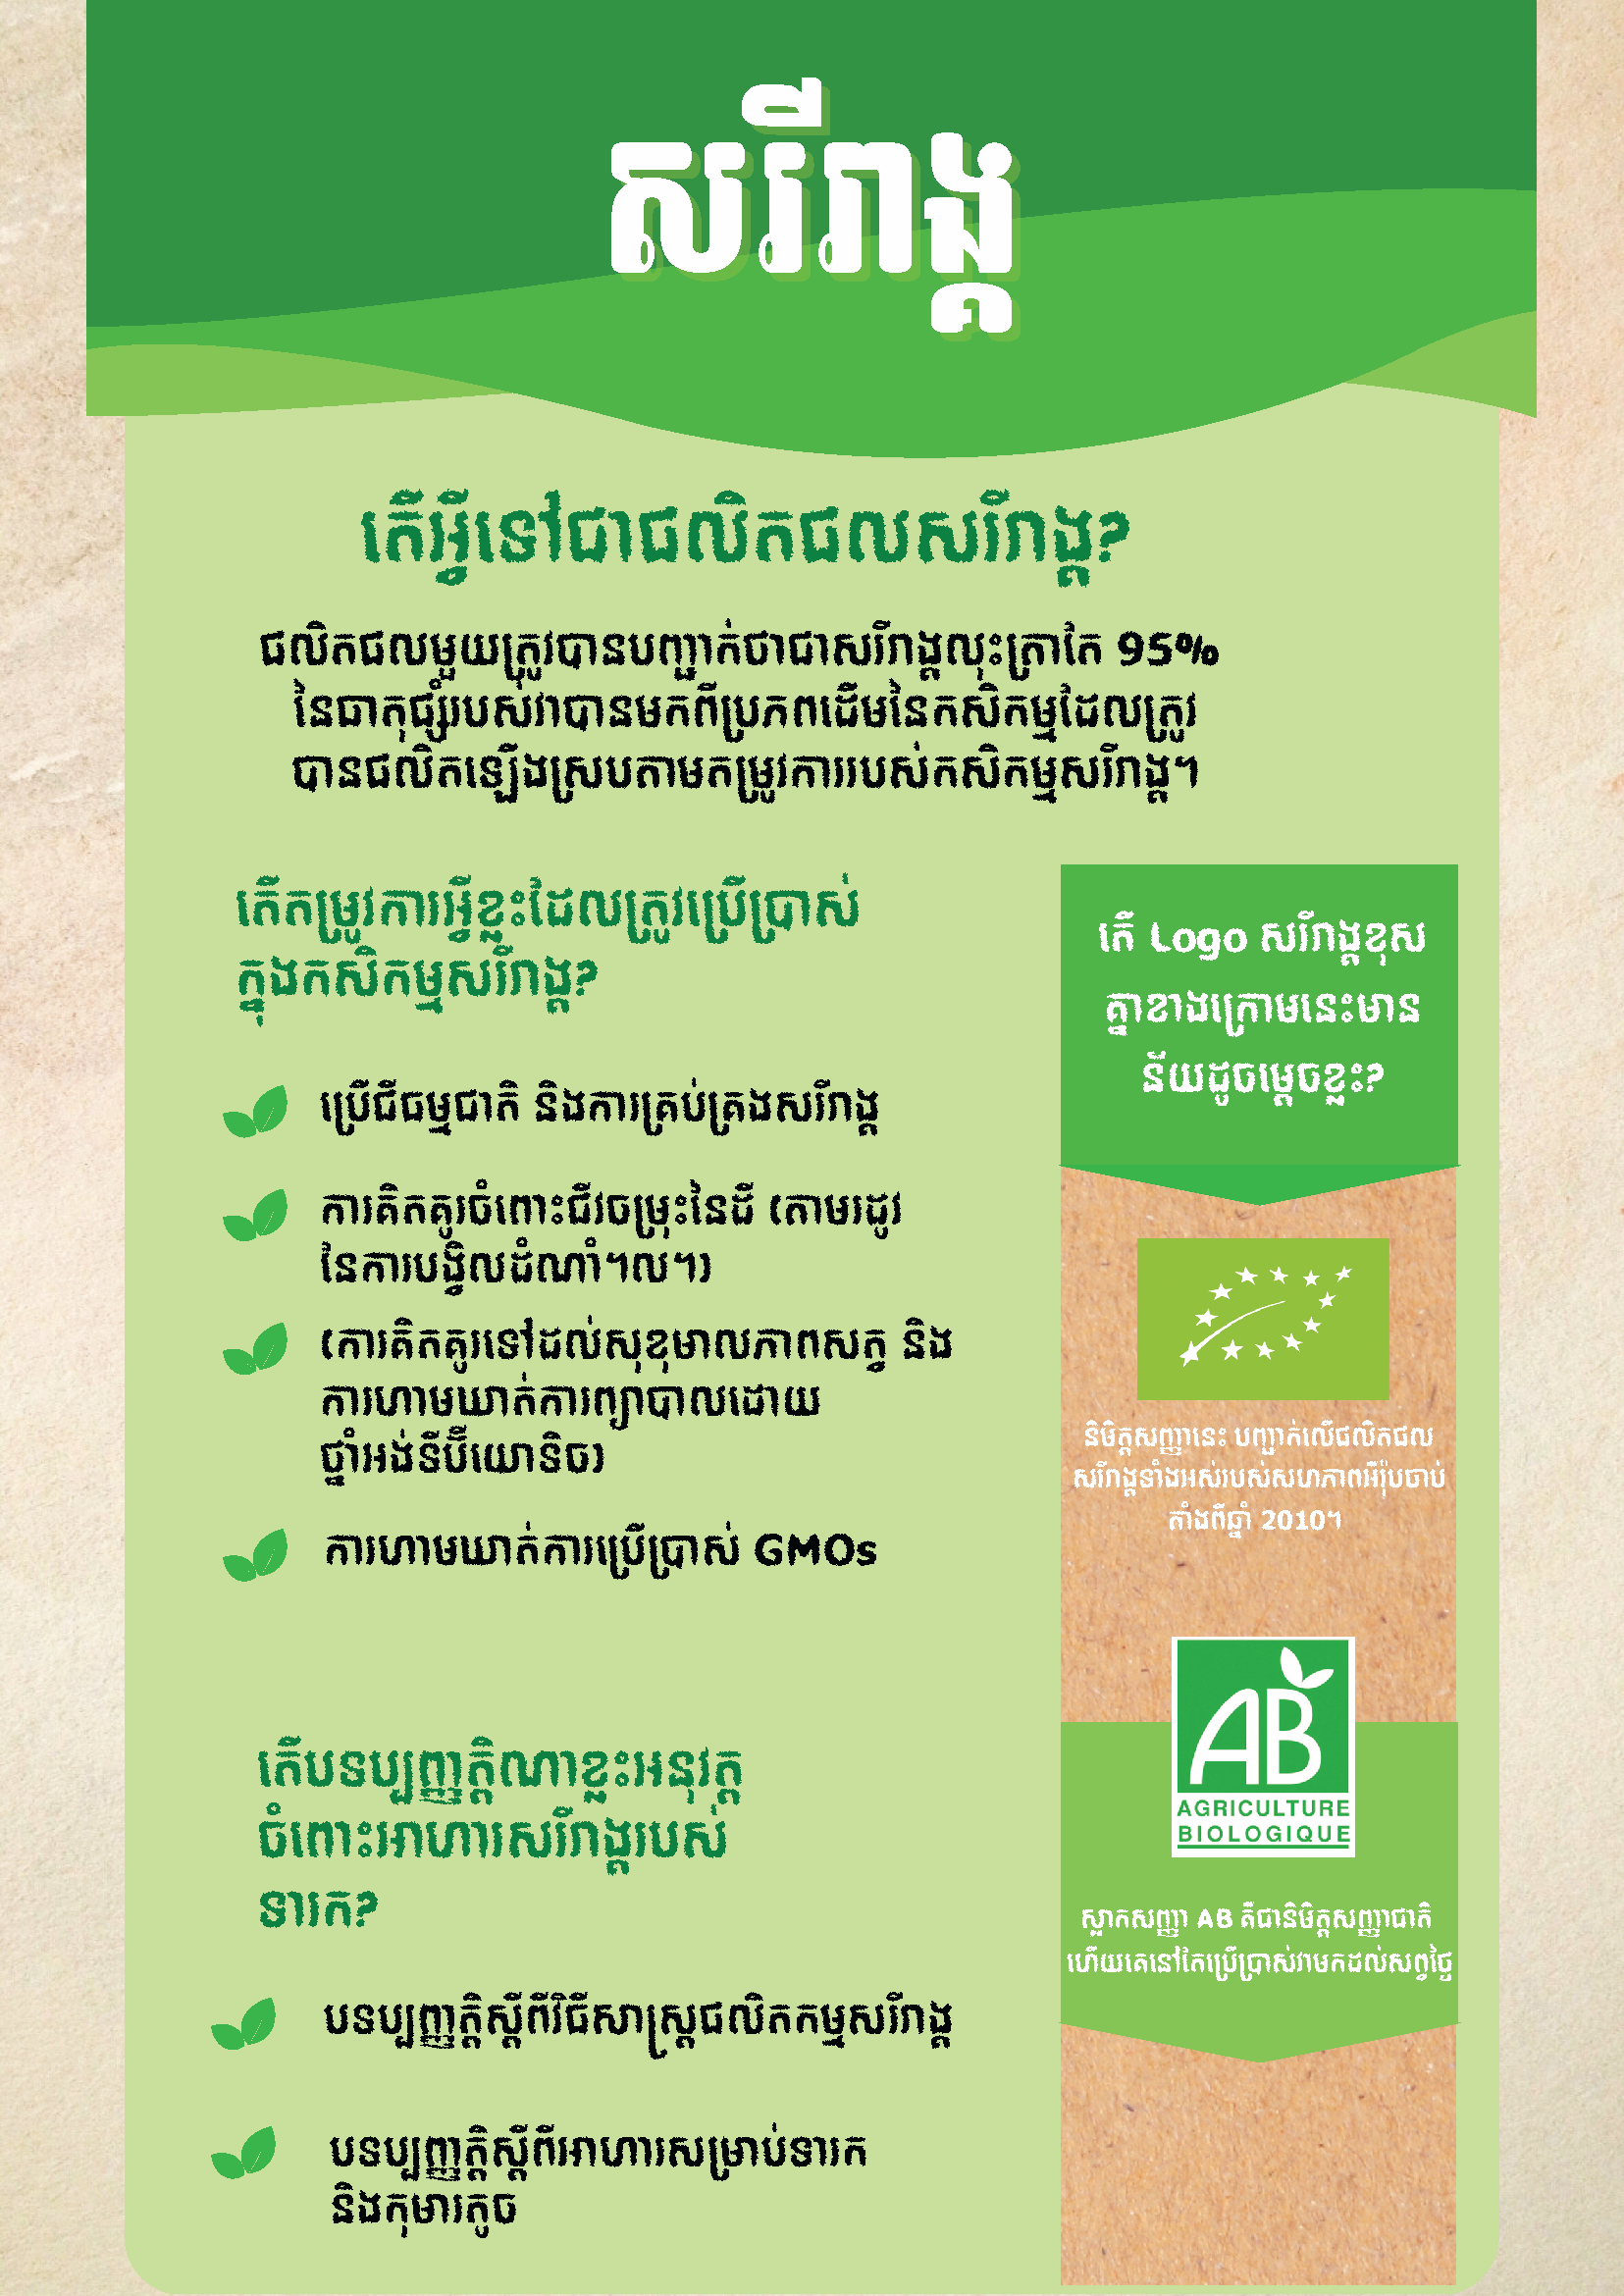 សរីរាង្គ
តើអ្វីទៅជាផលិតផលសរីរាង្គ?
ផលិតផលមួយត្រូវបានបញ្ជាក់ថាជាសរីរាង្គលុះត្រាតែ 95%
នៃធាតុផ្សំរបស់វាបានមកពីប្រភពដើមនៃកសិកម្មដែលត្រូវ
បានផលិតឡើងស្របតាមតម្រូវការរបស់កសិកម្មសរីរាង្គ។
តើតម្រូវការអ្វីខ្លះដែលត្រូវប្រើប្រាស់
ក្នុងកសិកម្មសរីរាង្គ?
ប្រើជីធម្មជាតិ និងការគ្រប់គ្រងសរីរាង្គ
ការគិតគូរចំពោះជីវចម្រុះនៃដី (តាមរដូវ
នៃការបង្វិលដំណាំ។ល។)
(ការគិតគូរទៅដល់សុខុមាលភាពសត្វ និង
ការហាមឃាត់ការព្យាបាលដោយ
ថ្នាំអង់ទីប៊ីយោទិច)
ការហាមឃាត់ការប្រើប្រាស់ GMOs
តើបទប្បញ្ញត្តិណាខ្លះអនុវត្ត
ចំពោះអាហារសរីរាង្គរបស់
ទារក?
បទប្បញ្ញត្តិស្តីពីវិធីសាស្ត្រផលិតកម្មសរីរាង្គ
បទប្បញ្ញត្តិស្តីពីអាហារសម្រាប់ទារក
និងកុមារតូច
តើ Logo សរីរាង្គខុស
គ្នាខាងក្រោមនេះមាន
ន័យដូចម្តេចខ្លះ?
និមិត្តសញ្ញានេះ បញ្ជាក់លើផលិតផល
សរីរាង្គទាំងអស់របស់សហភាពអឺរ៉ុបចាប់
តាំងពីឆ្នាំ 2010។
AB
AGRICULTURE
BIOLOGIQUE
ស្លាកសញ្ញា AB គឺជានិមិត្តសញ្ញាជាតិ
ហើយគេនៅតែប្រើប្រាស់វាមកដល់សព្វថ្ងៃ